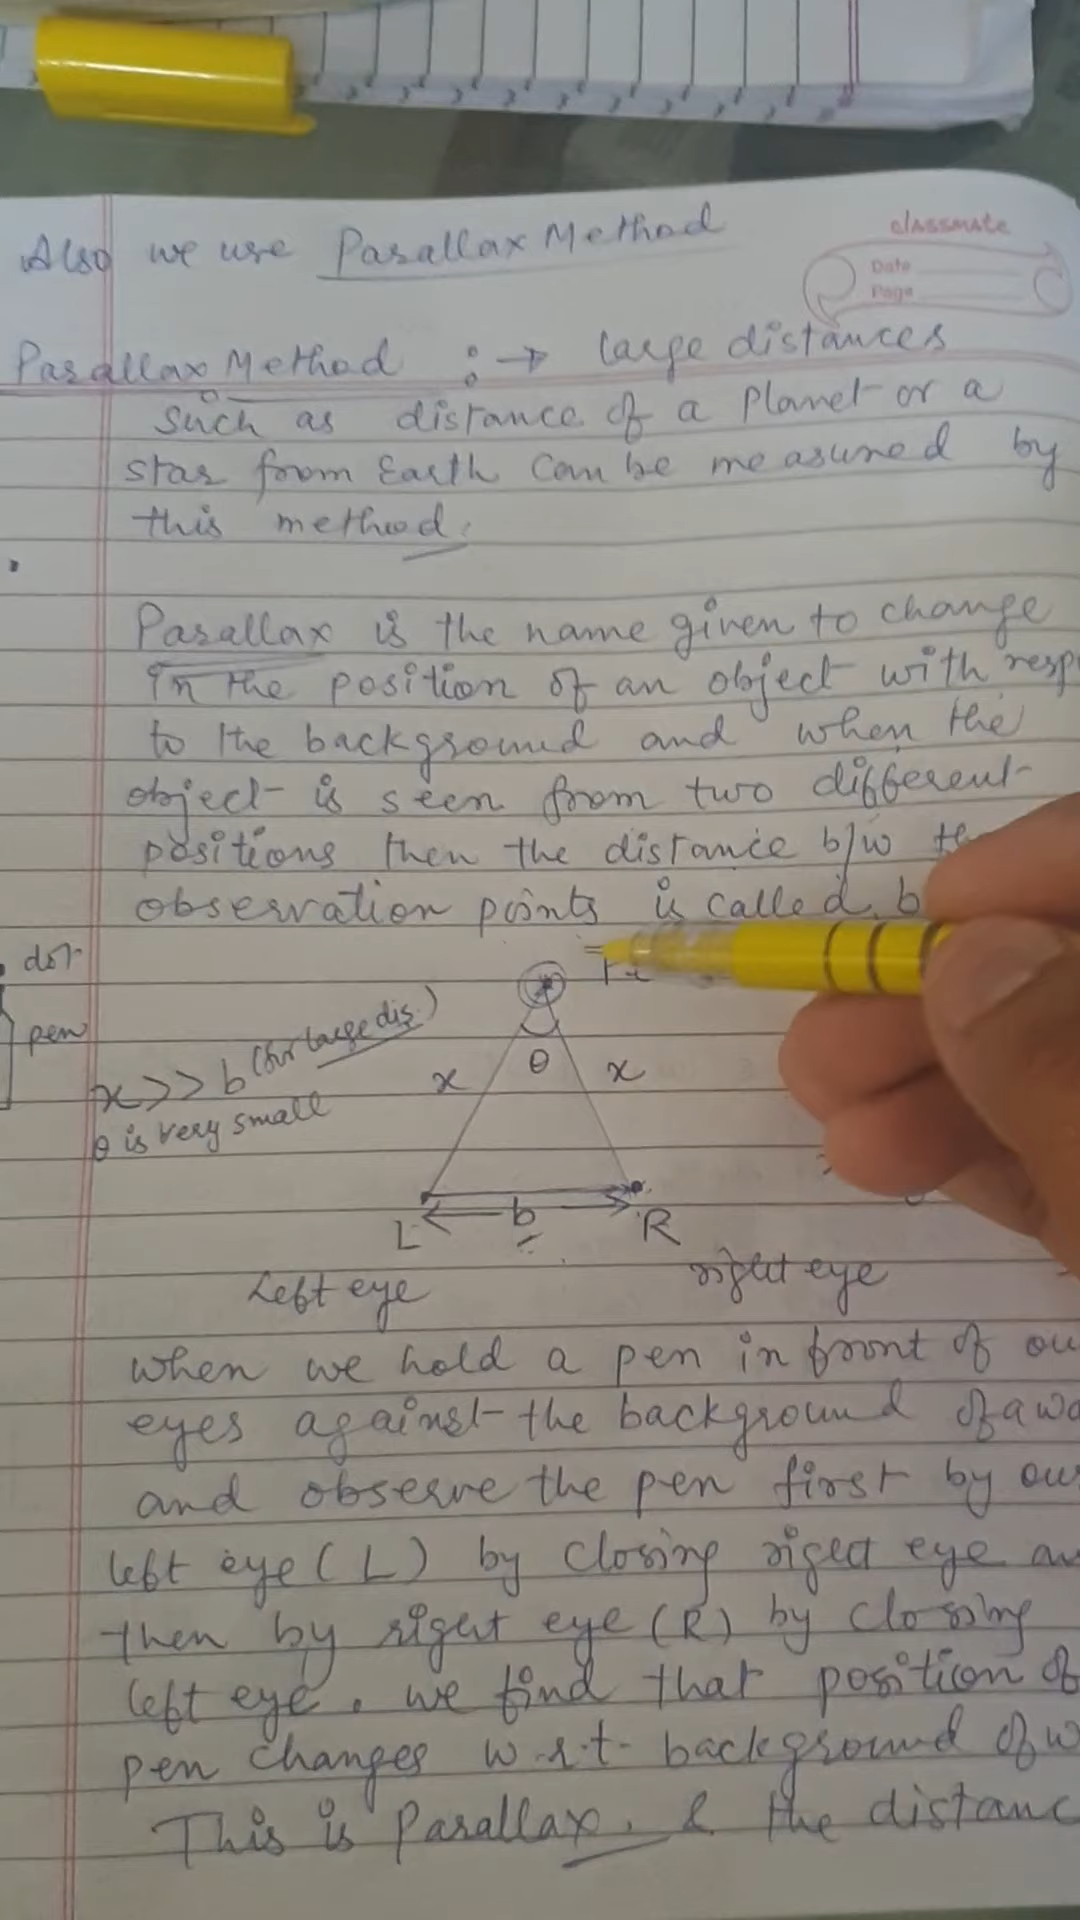 Also we use Parallax Method
classmate
Date
Page
Parallax Method :→ large distances
such as distance of a planet or a
star from Earth can be measured by
this method.
Parallax is the name given to change
in the position of an object with resp
to the background and when the
object is seen from two different
positions then the distance b/w th
observation points is called b
dot
pen
x >> b (for large dis.)
θ is very small
θ
x
x
b
L
R
Left eye
right eye
when we hold a pen in front of ou
eyes against the background of a wa
and observe the pen first by our
left eye (L) by closing right eye an
then by right eye (R) by closing
left eye. we find that position of
pen changes w.r.t. background of w
This is Parallax. & the distanc